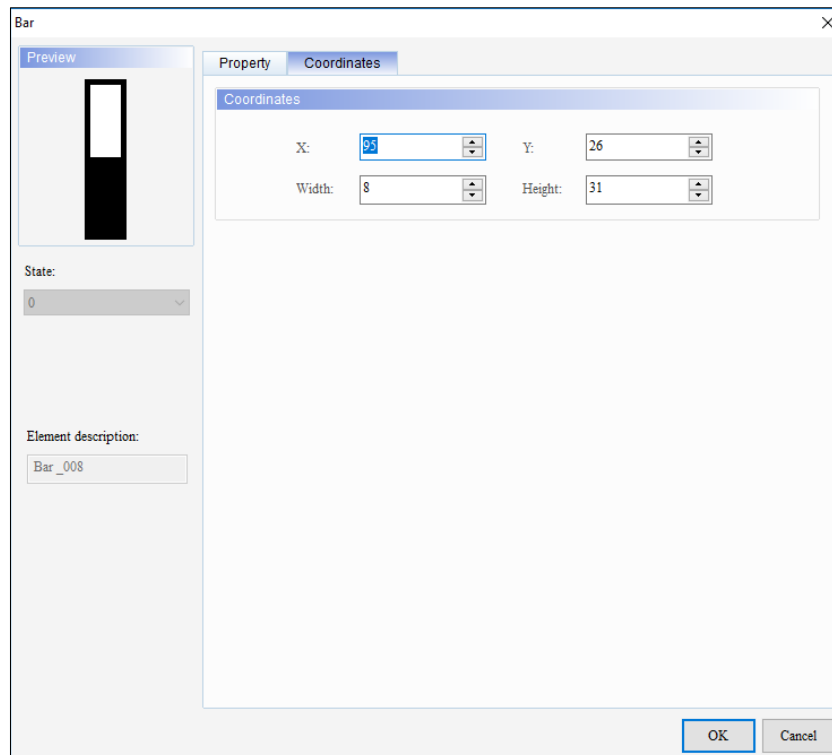 Bar
Preview
Property Coordinates
Coordinates
X: 95 Y: 26
Width: 8 Height: 31
State:
0
Element description:
Bar _008
OK Cancel